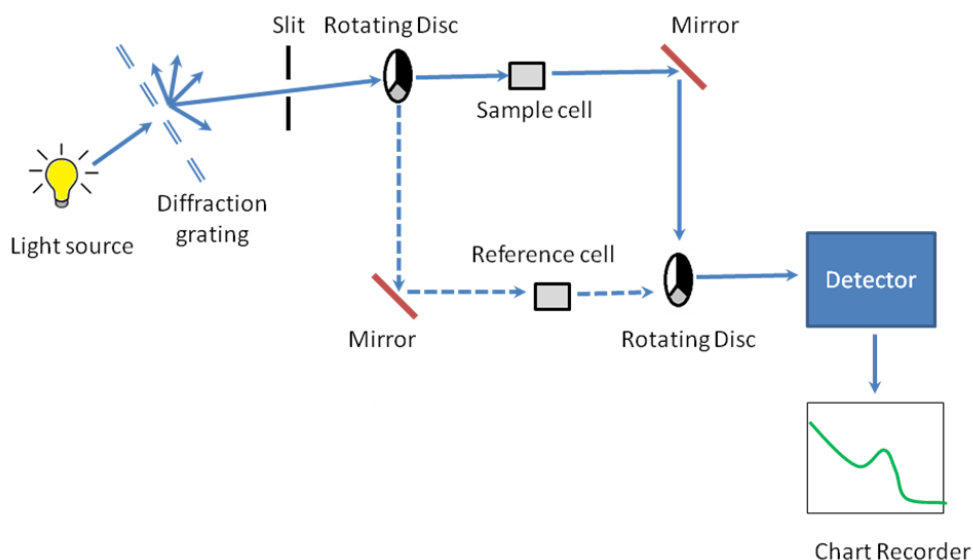 Slit
Rotating Disc
Mirror
Sample cell
Diffraction
grating
Light source
Reference cell
Detector
Mirror
Rotating Disc
Chart Recorder